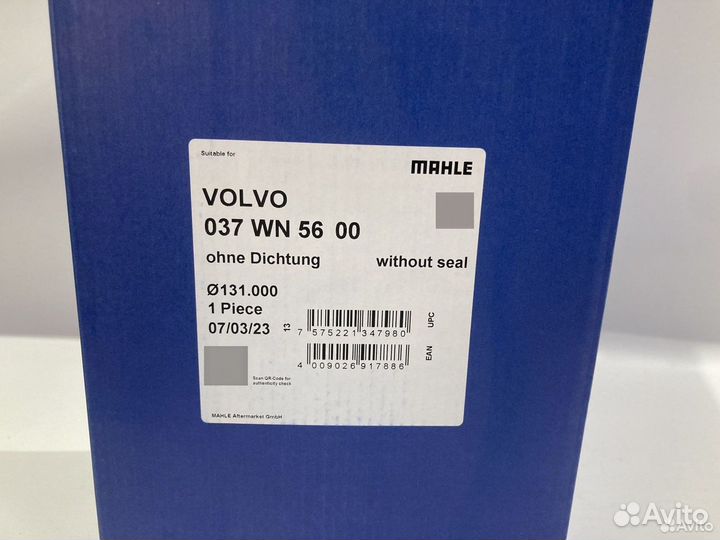 Suitable for
MAHLE
VOLVO
037 WN 56 00
ohne Dichtung without seal
Ø131.000
1 Piece
07/03/23
13
7 575221 347980
UPC
4 009026 917886
EAN
Scan QR-Code for
authenticity check
MAHLE Aftermarket GmbH
Avito